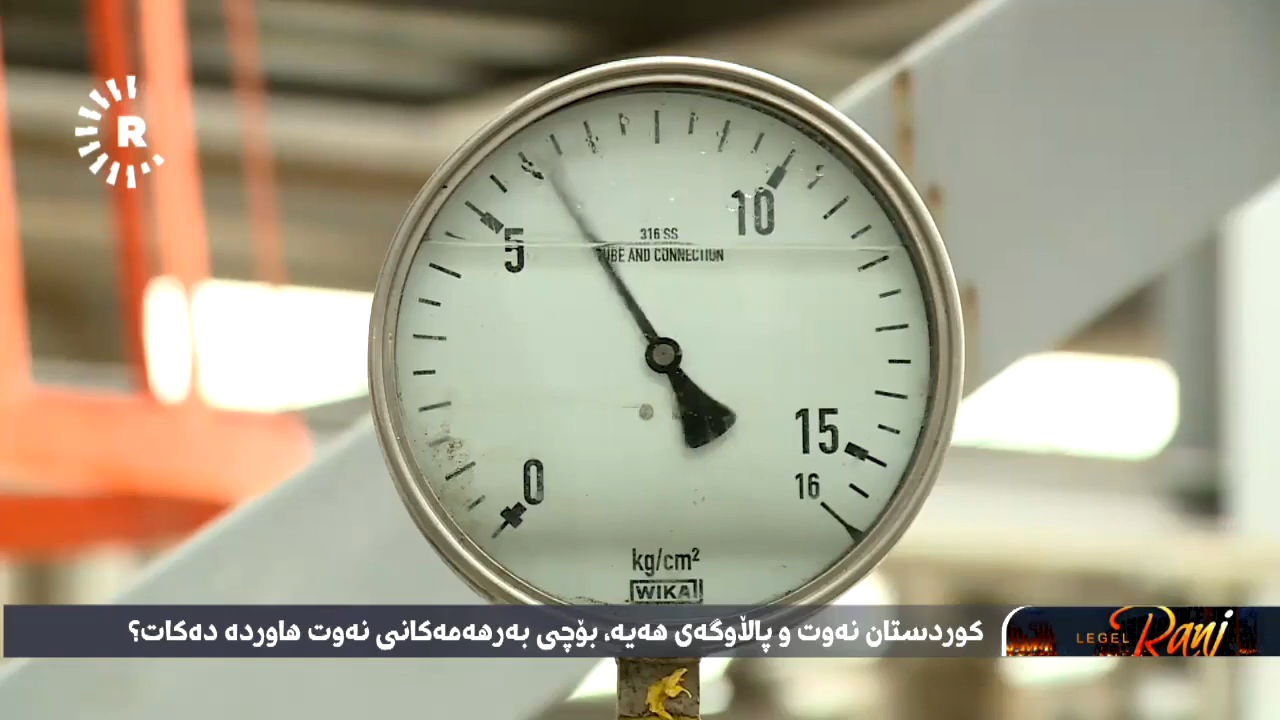 R
10
316 SS
TUBE AND CONNECTION
5
15
0
16
kg/cm²
WIKA
کوردستان نەوت و پاڵاوگەی هەیە، بۆچی بەرهەمەکانی نەوت هاوردە دەکات؟
LEGEL Ranj